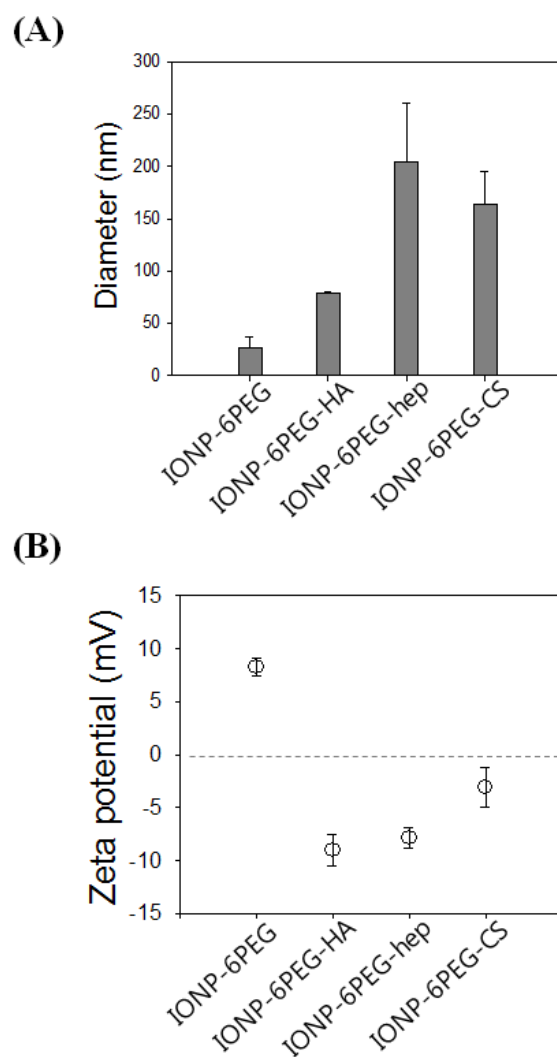 (A)
Diameter (nm)
300
250
200
150
100
50
0
IONP-6PEG
IONP-6PEG-HA
IONP-6PEG-hep
IONP-6PEG-CS
(B)
Zeta potential (mV)
15
10
5
0
-5
-10
-15
IONP-6PEG
IONP-6PEG-HA
IONP-6PEG-hep
IONP-6PEG-CS